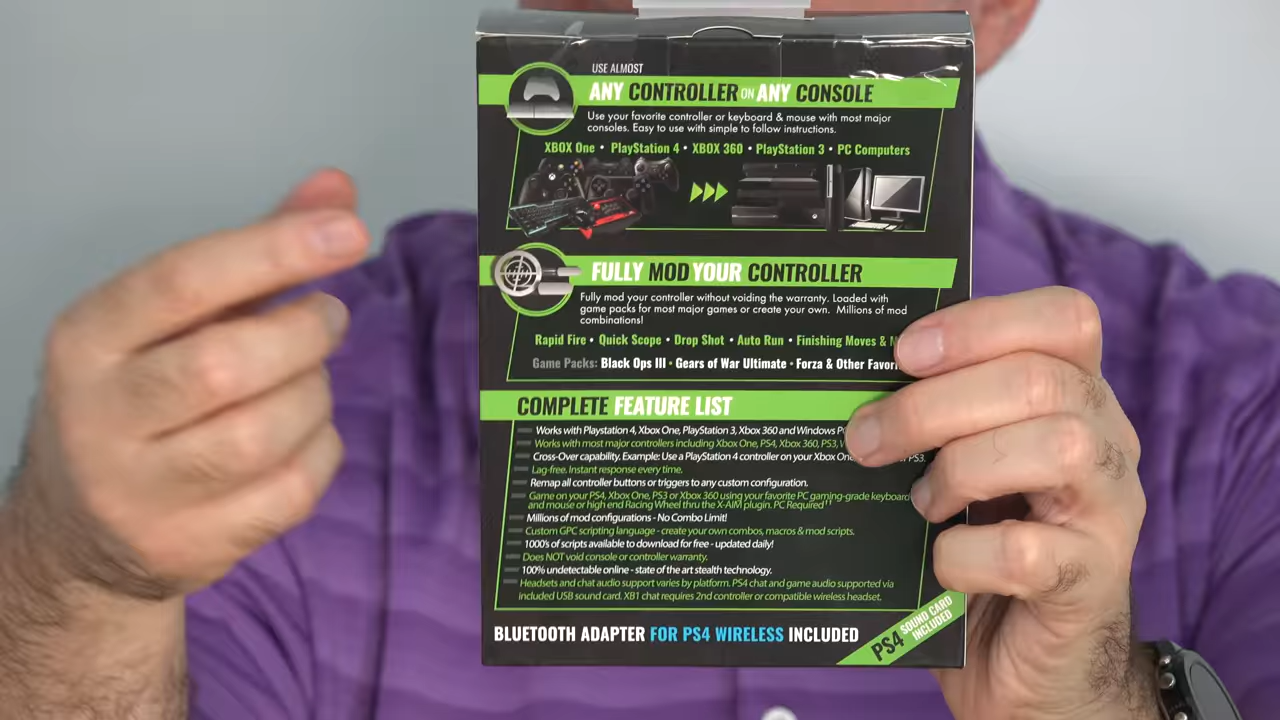 USE ALMOST
ANY CONTROLLER ON ANY CONSOLE
Use your favorite controller or keyboard & mouse with most major
consoles. Easy to use with simple to follow instructions.
XBOX One • PlayStation 4 • XBOX 360 • PlayStation 3 • PC Computers
FULLY MOD YOUR CONTROLLER
Fully mod your controller without voiding the warranty. Loaded with
game packs for most major games or create your own. Millions of mod
combinations!
Rapid Fire • Quick Scope • Drop Shot • Auto Run • Finishing Moves &
Game Packs: Black Ops III • Gears of War Ultimate • Forza & Other
COMPLETE FEATURE LIST
Works with Playstation 4, Xbox One, PlayStation 3, Xbox 360 and Windows
Works with most major controllers including Xbox One, PS4, Xbox 360, PS3,
Cross-Over capability. Example: Use a PlayStation 4 controller on your Xbox One PS3.
Lag-free. Instant response every time.
Remap all controller buttons or triggers to any custom configuration.
Game on your PS4, Xbox One, PS3 or Xbox 360 using your favorite PC gaming-grade keyboard
and mouse or high end Racing Wheel thru the X-AIM plugin. PC Required
Millions of mod configurations - No Combo Limit!
Custom GPC scripting language - create your own combos, macros & mod scripts.
1000's of scripts available to download for free - updated daily!
Does NOT void console or controller warranty.
100% undetectable online - state of the art stealth technology.
Headsets and chat audio support varies by platform. PS4 chat and game audio supported via
included USB sound card. XB1 chat requires 2nd controller or compatible wireless headset.
BLUETOOTH ADAPTER FOR PS4 WIRELESS INCLUDED
PS4 SOUND CARD
INCLUDED